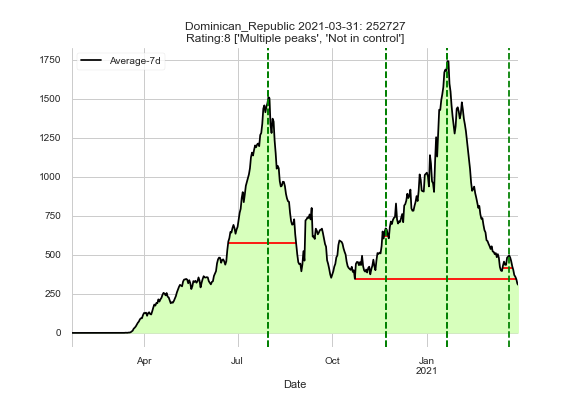 Dominican_Republic 2021-03-31: 252727
Rating:8 ['Multiple peaks', 'Not in control']
Average-7d
1750
1500
1250
1000
750
500
250
0
Apr
Jul
Oct
Jan
2021
Date